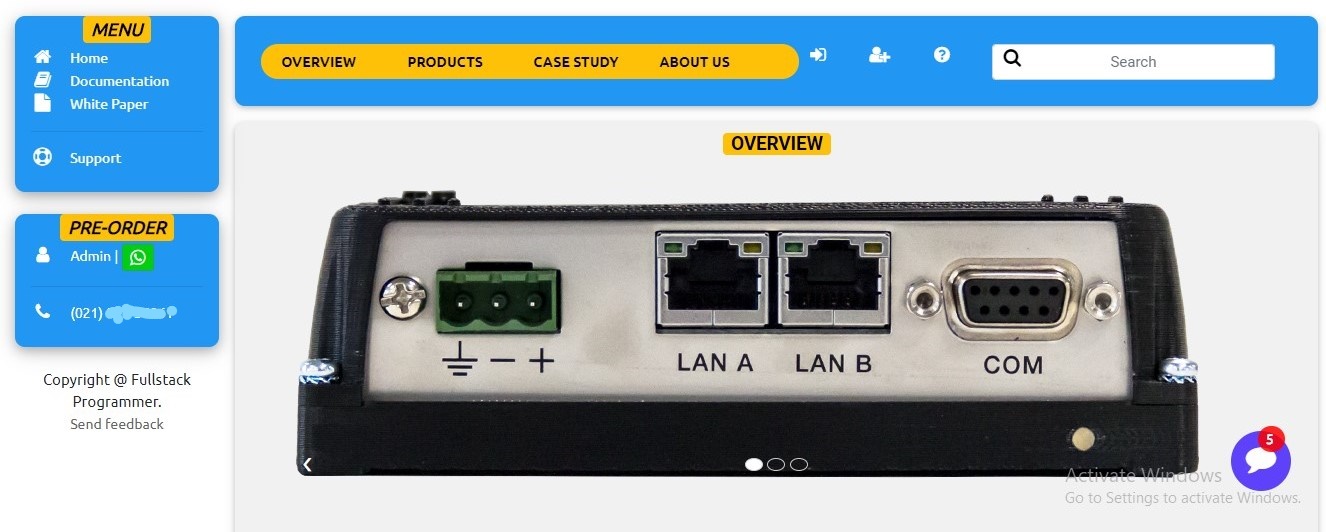 MENU
Home
Documentation
White Paper
Support
PRE-ORDER
Admin |
(021)
Copyright @ Fullstack
Programmer.
Send feedback
OVERVIEW PRODUCTS CASE STUDY ABOUT US
Search
OVERVIEW
LAN A LAN B
COM
5
Activate Windows
Go to Settings to activate Windows.